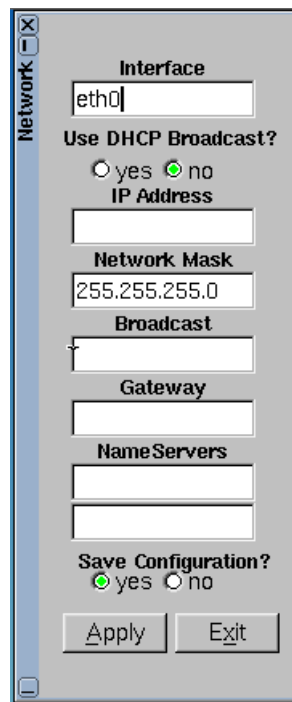 Network
Interface
eth0
Use DHCP Broadcast?
yes no
IP Address
Network Mask
255.255.255.0
Broadcast
Gateway
NameServers
Save Configuration?
yes no
Apply Exit